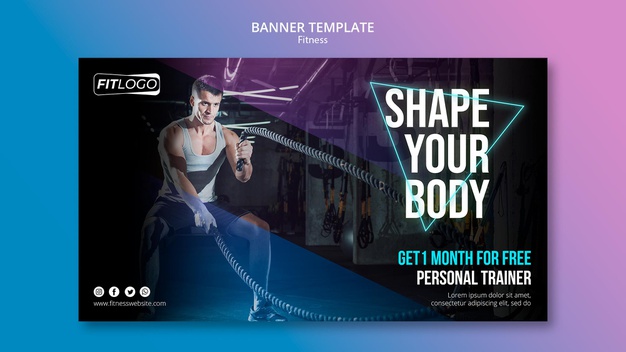 BANNER TEMPLATE
Fitness
FITLOGO
SHAPE
YOUR
BODY
GET 1 MONTH FOR FREE
PERSONAL TRAINER
Lorem ipsum dolor sit amet,
consectetur adipiscing elit, sed do
www.fitnesswebsite.com